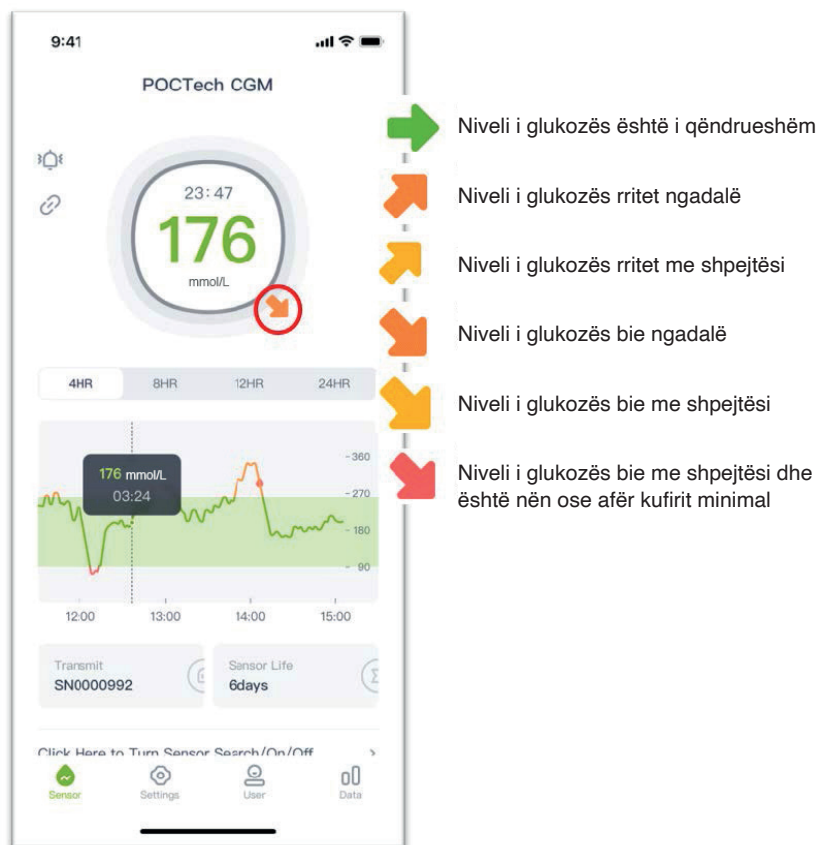 9:41
POCTech CGM
23:47
176
mmol/L
4HR 8HR 12HR 24HR
176 mmol/L
03:24
- 360
- 270
- 180
- 90
12:00 13:00 14:00 15:00
Transmit
SN0000992
Sensor Life
6days
Click Here to Turn Sensor Search/On/Off >
Sensor Settings User Data
Niveli i glukozës është i qëndrueshëm
Niveli i glukozës rritet ngadalë
Niveli i glukozës rritet me shpejtësi
Niveli i glukozës bie ngadalë
Niveli i glukozës bie me shpejtësi
Niveli i glukozës bie me shpejtësi dhe
është nën ose afër kufirit minimal